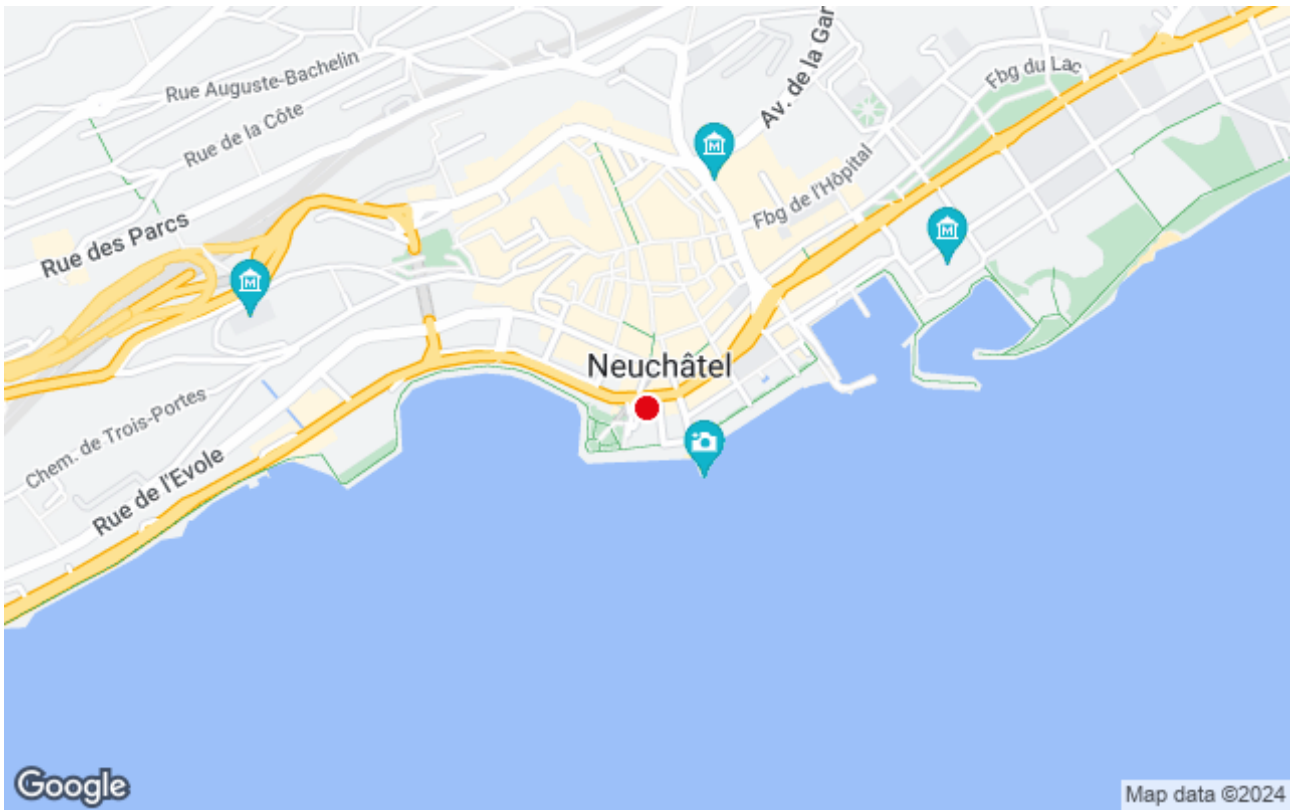 Rue Auguste-Bachelin
Av. de la Gar
Fbg du Lac
Rue de la Côte
Fbg de l'Hôpital
M
M
M
Rue des Parcs
Neuchâtel
Chem. de Trois-Portes
Rue de l'Evole
Google
Map data ©2024